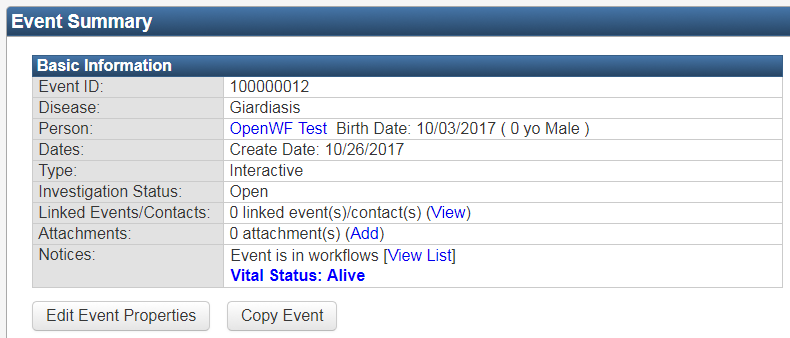 Event Summary
Basic Information
Event ID: 100000012
Disease: Giardiasis
Person: OpenWF Test Birth Date: 10/03/2017 ( 0 yo Male )
Dates: Create Date: 10/26/2017
Type: Interactive
Investigation Status: Open
Linked Events/Contacts: 0 linked event(s)/contact(s) (View)
Attachments: 0 attachment(s) (Add)
Notices: Event is in workflows [View List]
Vital Status: Alive
Edit Event Properties Copy Event